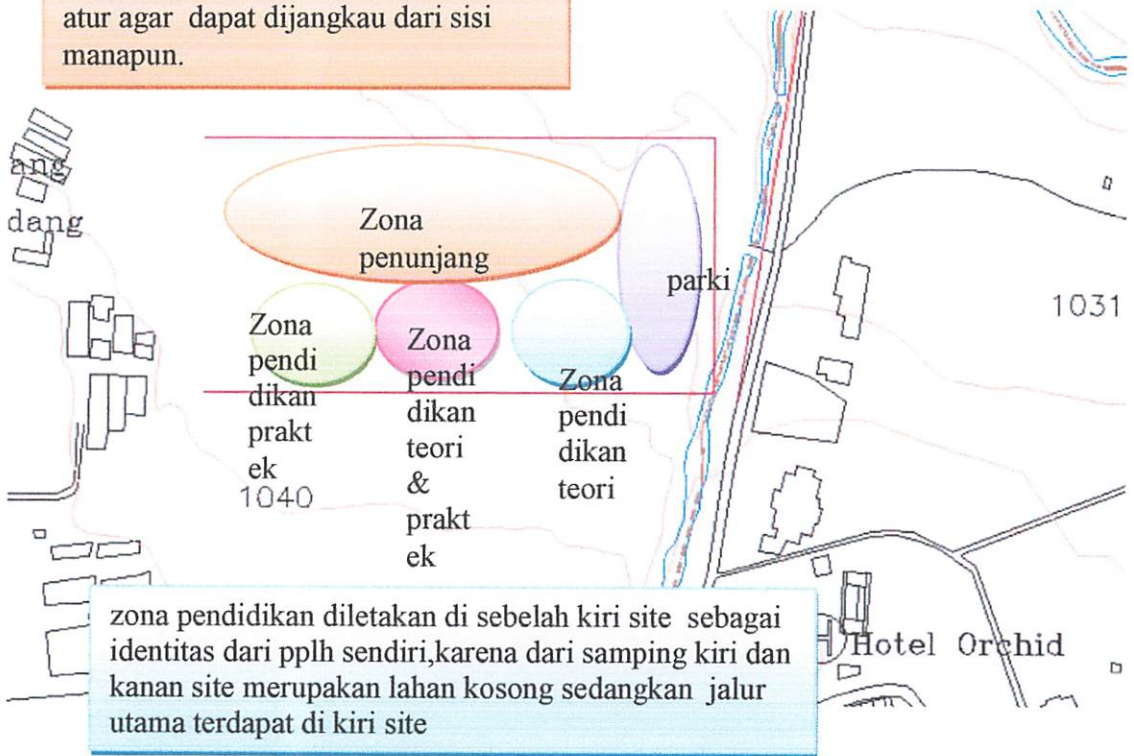 atur agar dapat dijangkau dari sisi
manapun.
ang
dang
Zona
penunjang
parki
1031
Zona
pendi
dikan
prakt
ek
Zona
pendi
dikan
teori
&
prakt
ek
Zona
pendi
dikan
teori
1040
zona pendidikan diletakan di sebelah kiri site sebagai
identitas dari pplh sendiri,karena dari samping kiri dan
kanan site merupakan lahan kosong sedangkan jalur
utama terdapat di kiri site
Hotel Orchid